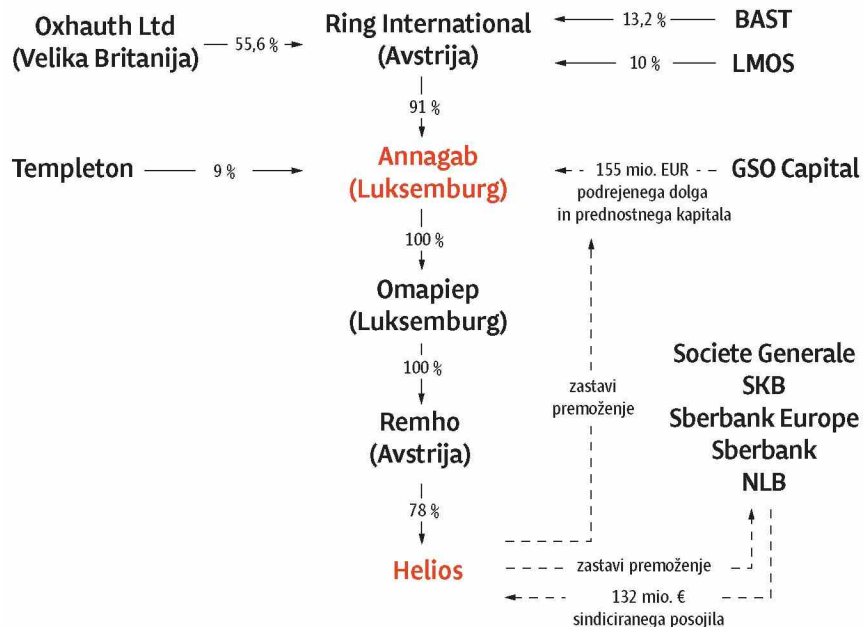 Oxhauth Ltd
(Velika Britanija)
55,6 %
Ring International
(Avstrija)
13,2 %
BAST
10 %
LMOS
91 %
Templeton
9 %
Annagab
(Luksemburg)
155 mio. EUR
podrejenega dolga
in prednostnega kapitala
GSO Capital
100 %
Omapiep
(Luksemburg)
100 %
zastavi
premoženje
Societe Generale
SKB
Sberbank Europe
Sberbank
NLB
Remho
(Avstrija)
78 %
Helios
zastavi premoženje
132 mio. €
sindiciranega posojila